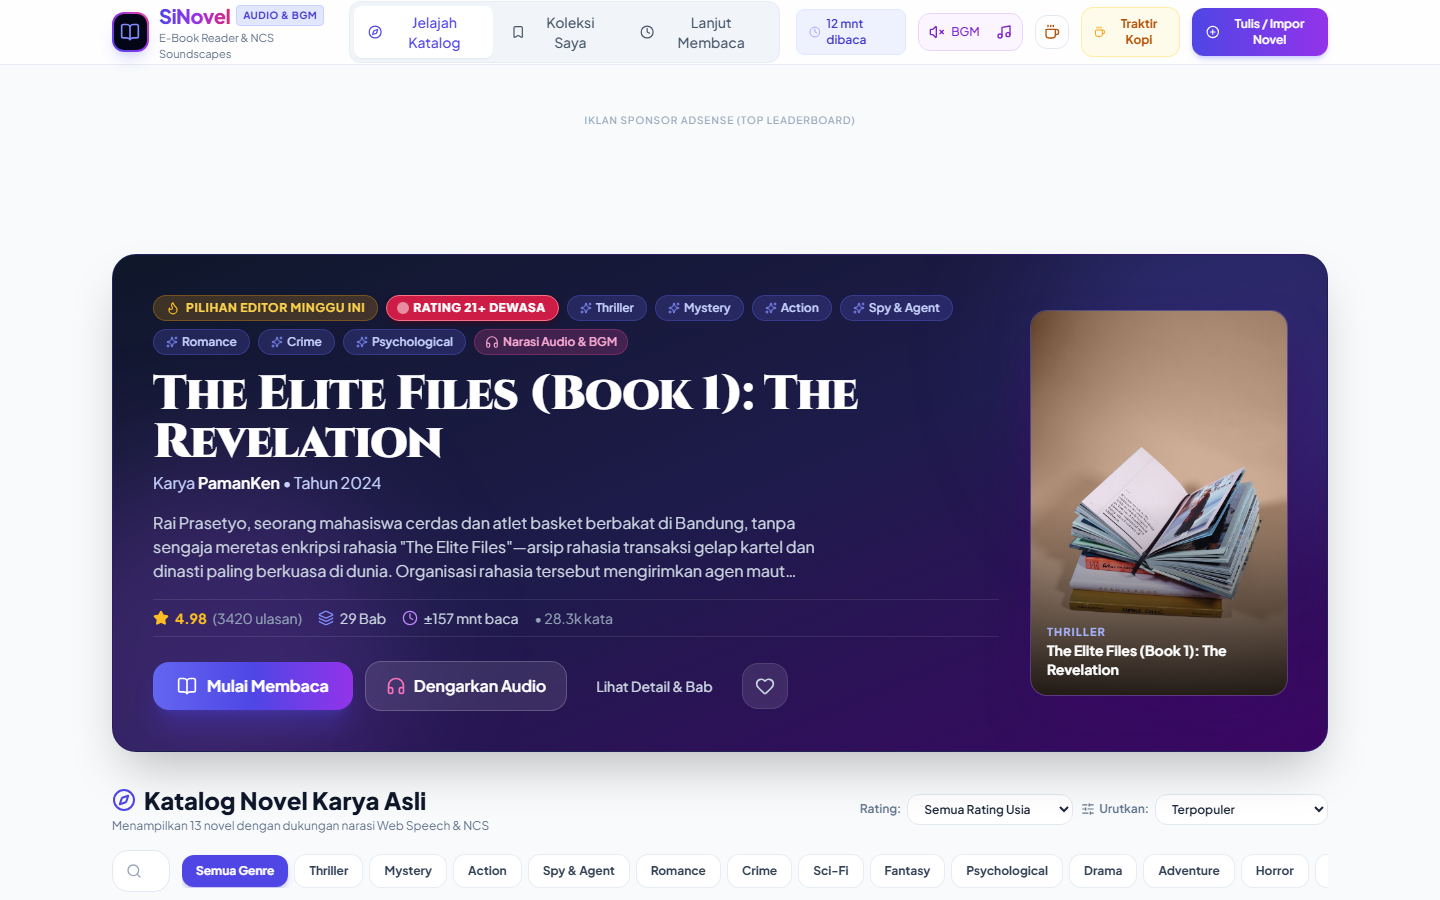 SiNovel
AUDIO & BGM
E-Book Reader & NCS
Soundscapes
Jelajah
Katalog
Koleksi
Saya
Lanjut
Membaca
12 mnt
dibaca
BGM
Traktir
Kopi
Tulis / Impor
Novel
IKLAN SPONSOR ADSENSE (TOP LEADERBOARD)
PILIHAN EDITOR MINGGU INI
RATING 21+ DEWASA
Thriller
Mystery
Action
Spy & Agent
Romance
Crime
Psychological
Narasi Audio & BGM
The Elite Files (Book 1): The
Revelation
Karya PamanKen • Tahun 2024
Rai Prasetyo, seorang mahasiswa cerdas dan atlet basket berbakat di Bandung, tanpa
sengaja meretas enkripsi rahasia "The Elite Files"—arsip rahasia transaksi gelap kartel dan
dinasti paling berkuasa di dunia. Organisasi rahasia tersebut mengirimkan agen maut...
4.98 (3420 ulasan)
29 Bab
±157 mnt baca
• 28.3k kata
Mulai Membaca
Dengarkan Audio
Lihat Detail & Bab
THRILLER
The Elite Files (Book 1): The
Revelation
Katalog Novel Karya Asli
Menampilkan 13 novel dengan dukungan narasi Web Speech & NCS
Rating:
Semua Rating Usia
Urutkan:
Terpopuler
Semua Genre
Thriller
Mystery
Action
Spy & Agent
Romance
Crime
Sci-Fi
Fantasy
Psychological
Drama
Adventure
Horror